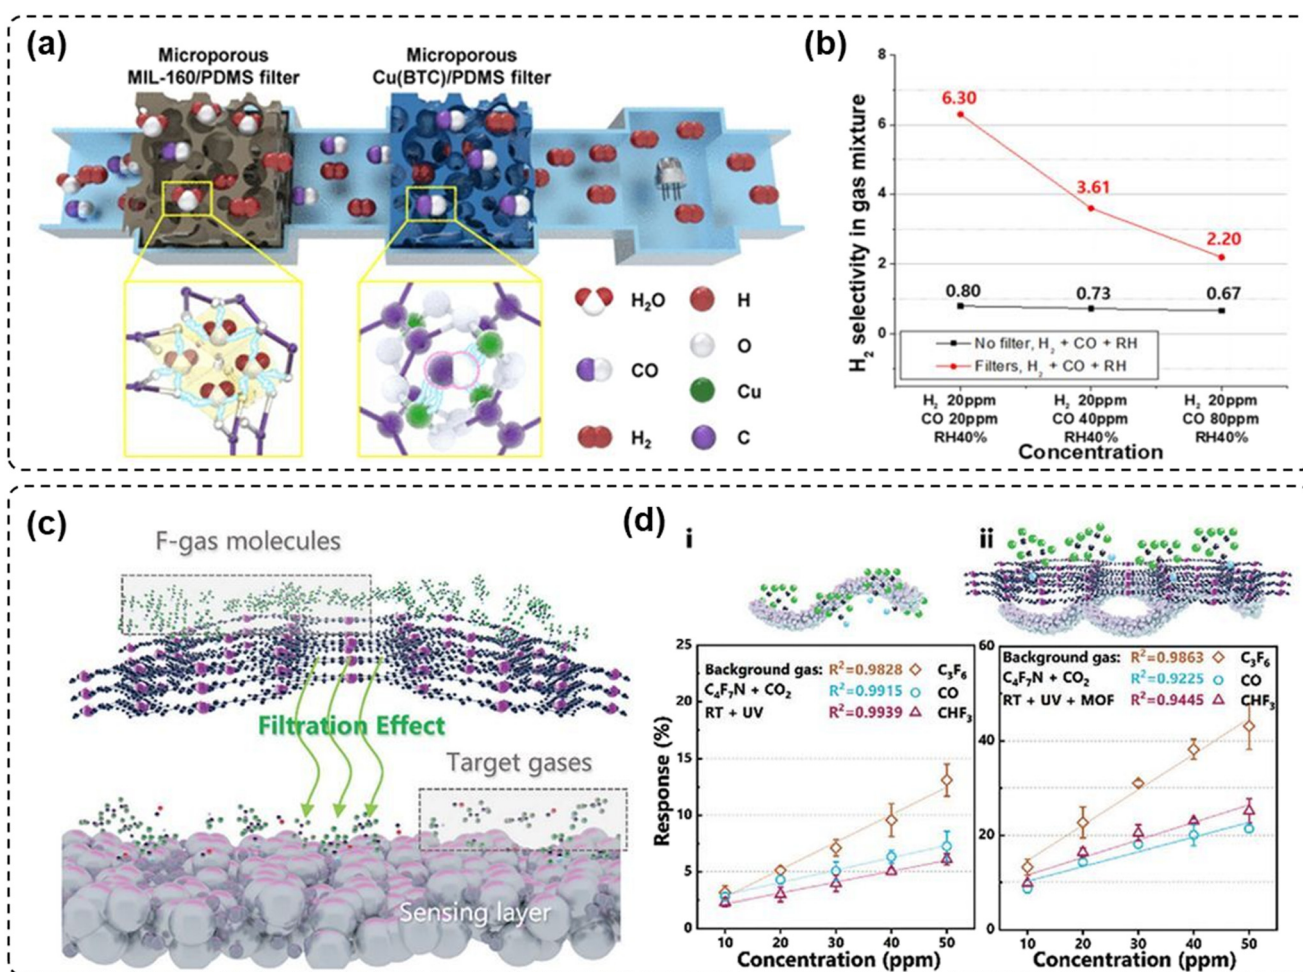 (a)
Microporous
MIL-160/PDMS filter
Microporous
Cu(BTC)/PDMS filter
H₂O
H
O
CO
Cu
H₂
C
(b)
H₂ selectivity in gas mixture
8
6
4
2
0
6.30
3.61
2.20
0.80
0.73
0.67
No filter, H₂ + CO + RH
Filters, H₂ + CO + RH
H₂ 20ppm
CO 20ppm
RH40%
H₂ 20ppm
CO 40ppm
RH40%
H₂ 20ppm
CO 80ppm
RH40%
Concentration
(c)
F-gas molecules
Filtration Effect
Target gases
Sensing layer
(d)
i
Response (%)
25
20
15
10
5
0
Background gas: R²=0.9828 C₃F₆
C₄F₇N + CO₂ R²=0.9915 CO
RT + UV R²=0.9939 CHF₃
10 20 30 40 50
Concentration (ppm)
ii
60
40
20
0
Background gas: R²=0.9863 C₃F₆
C₄F₇N + CO₂ R²=0.9225 CO
RT + UV + MOF R²=0.9445 CHF₃
10 20 30 40 50
Concentration (ppm)